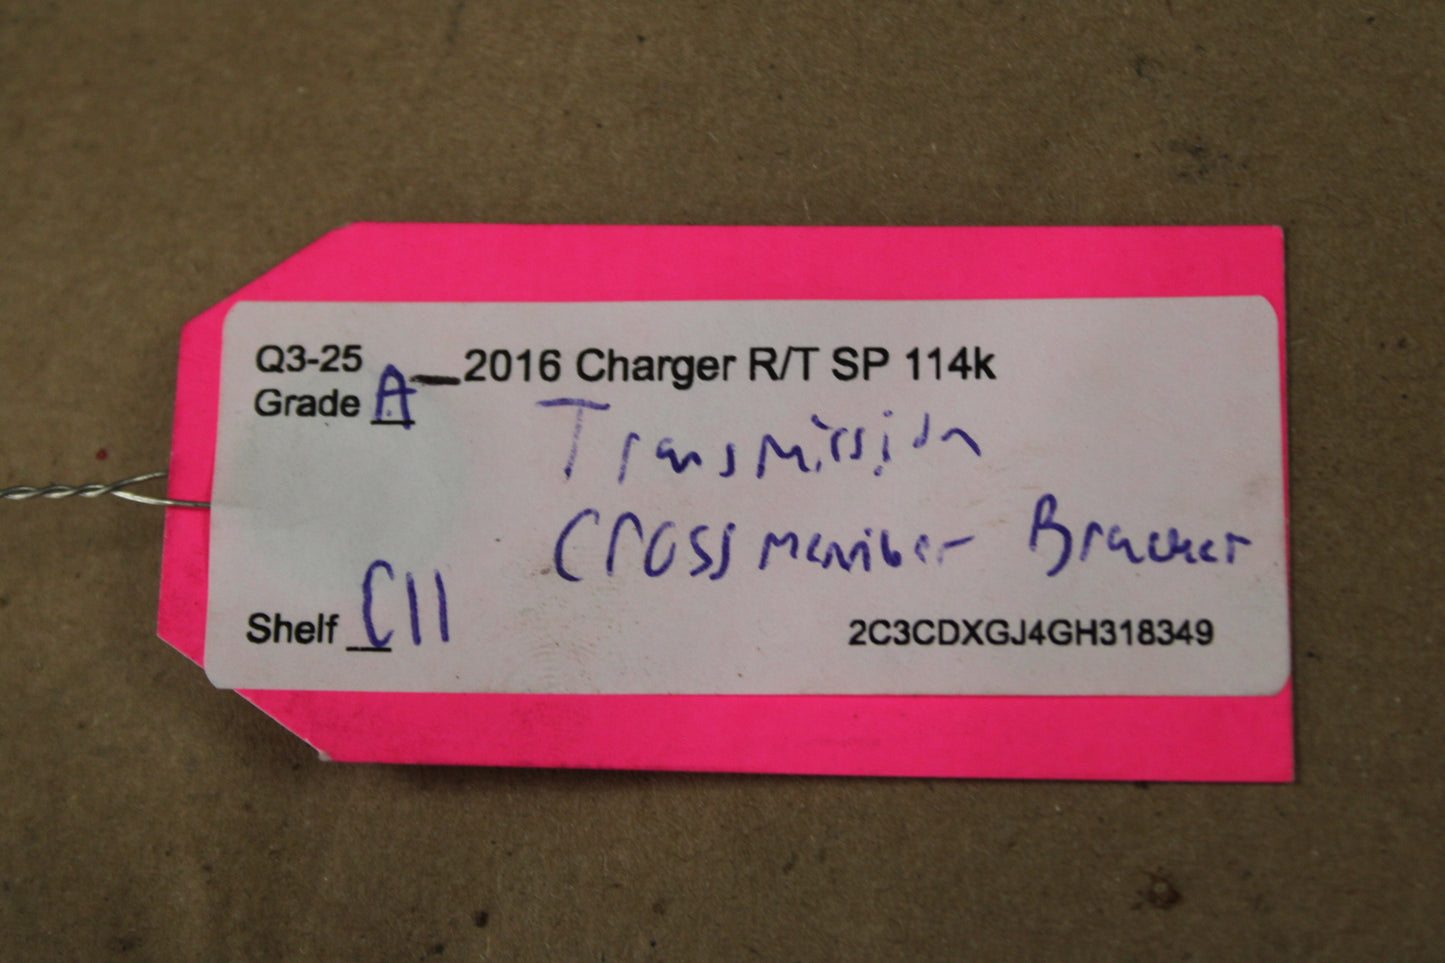 Q3-25
Grade A — 2016 Charger R/T SP 114k
Transmission
Crossmember Bracket
Shelf C11
2C3CDXGJ4GH318349